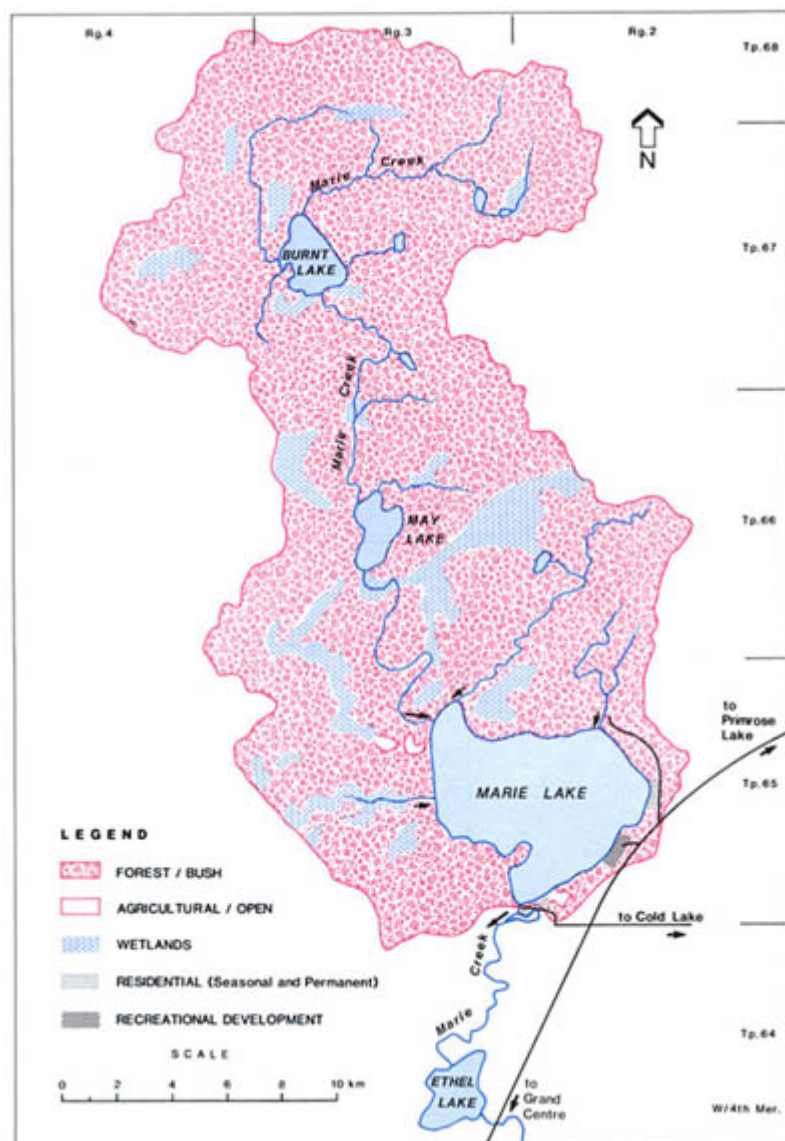 Rg.4
Rg.3
Rg.2
Tp.68
N
Marie Creek
Tp.67
BURNT
LAKE
Marie Creek
MAY
LAKE
Tp.66
to
Primrose
Lake
Tp.65
MARIE LAKE
LEGEND
FOREST / BUSH
AGRICULTURAL / OPEN
WETLANDS
RESIDENTIAL (Seasonal and Permanent)
RECREATIONAL DEVELOPMENT
to Cold Lake
Marie Creek
Tp.64
SCALE
0 2 4 6 8 10 km
ETHEL
LAKE
to
Grand
Centre
W/4th Mer.